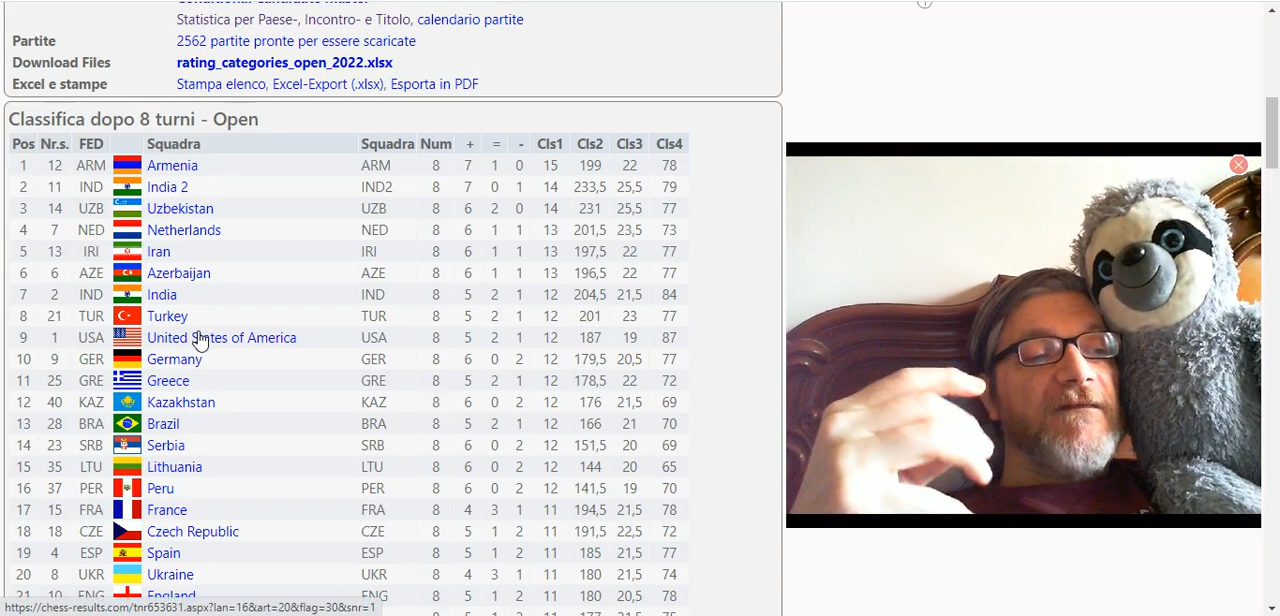 Statistica per Paese-, Incontro- e Titolo, calendario partite
Partite 2562 partite pronte per essere scaricate
Download Files rating_categories_open_2022.xlsx
Excel e stampe Stampa elenco, Excel-Export (.xlsx), Esporta in PDF
Classifica dopo 8 turni - Open
Pos Nr.s. FED Squadra Squadra Num + = - Cls1 Cls2 Cls3 Cls4
1 12 ARM Armenia ARM 8 7 1 0 15 199 22 78
2 11 IND India 2 IND2 8 7 0 1 14 233,5 25,5 79
3 14 UZB Uzbekistan UZB 8 6 2 0 14 231 25,5 77
4 7 NED Netherlands NED 8 6 1 1 13 201,5 23,5 73
5 13 IRI Iran IRI 8 6 1 1 13 197,5 22 77
6 6 AZE Azerbaijan AZE 8 6 1 1 13 196,5 22 77
7 2 IND India IND 8 5 2 1 12 204,5 21,5 84
8 21 TUR Turkey TUR 8 5 2 1 12 201 23 77
9 1 USA United States of America USA 8 5 2 1 12 187 19 87
10 9 GER Germany GER 8 6 0 2 12 179,5 20,5 77
11 25 GRE Greece GRE 8 5 2 1 12 178,5 22 72
12 40 KAZ Kazakhstan KAZ 8 6 0 2 12 176 21,5 69
13 28 BRA Brazil BRA 8 5 2 1 12 166 21 70
14 23 SRB Serbia SRB 8 6 0 2 12 151,5 20 69
15 35 LTU Lithuania LTU 8 6 0 2 12 144 20 65
16 37 PER Peru PER 8 6 0 2 12 141,5 19 70
17 15 FRA France FRA 8 4 3 1 11 194,5 21,5 78
18 18 CZE Czech Republic CZE 8 5 1 2 11 191,5 22,5 72
19 4 ESP Spain ESP 8 5 1 2 11 185 21,5 77
20 8 UKR Ukraine UKR 8 4 3 1 11 180 21,5 74
21 10 ENG England ENG 8 5 1 2 11 180 20,5 78
https://chess-results.com/tnr653631.aspx?lan=16&art=20&flag=30&snr=1